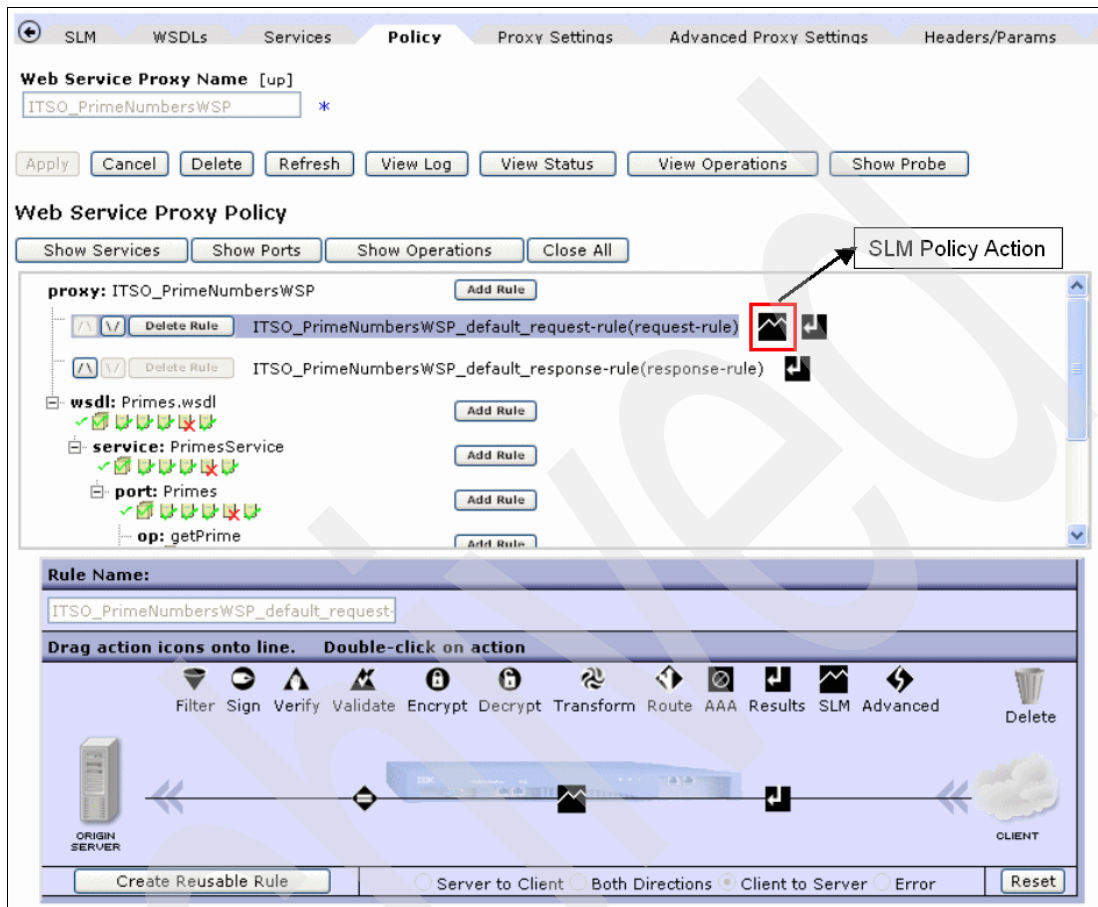 SLM WSDLs Services Policy Proxy Settings Advanced Proxy Settings Headers/Params
Web Service Proxy Name [up]
ITSO_PrimeNumbersWSP *
Apply Cancel Delete Refresh View Log View Status View Operations Show Probe
Web Service Proxy Policy
Show Services Show Ports Show Operations Close All
SLM Policy Action
proxy: ITSO_PrimeNumbersWSP Add Rule
/\ \/ Delete Rule ITSO_PrimeNumbersWSP_default_request-rule(request-rule)
/\ \/ Delete Rule ITSO_PrimeNumbersWSP_default_response-rule(response-rule)
wsdl: Primes.wsdl Add Rule
service: PrimesService Add Rule
port: Primes Add Rule
op: getPrime Add Rule
Rule Name:
ITSO_PrimeNumbersWSP_default_request-
Drag action icons onto line. Double-click on action
Filter Sign Verify Validate Encrypt Decrypt Transform Route AAA Results SLM Advanced Delete
IBM
ORIGIN SERVER
CLIENT
Create Reusable Rule Server to Client Both Directions Client to Server Error Reset